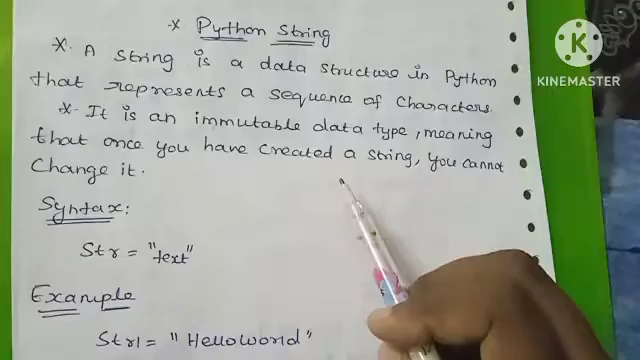 * Python String
*. A string is a data structure in Python
that represents a sequence of characters.
*. It is an immutable data type, meaning
that once you have created a string, you cannot
change it.
Syntax:
Str = "text"
Example
Str1 = "Helloworld"
KINEMASTER